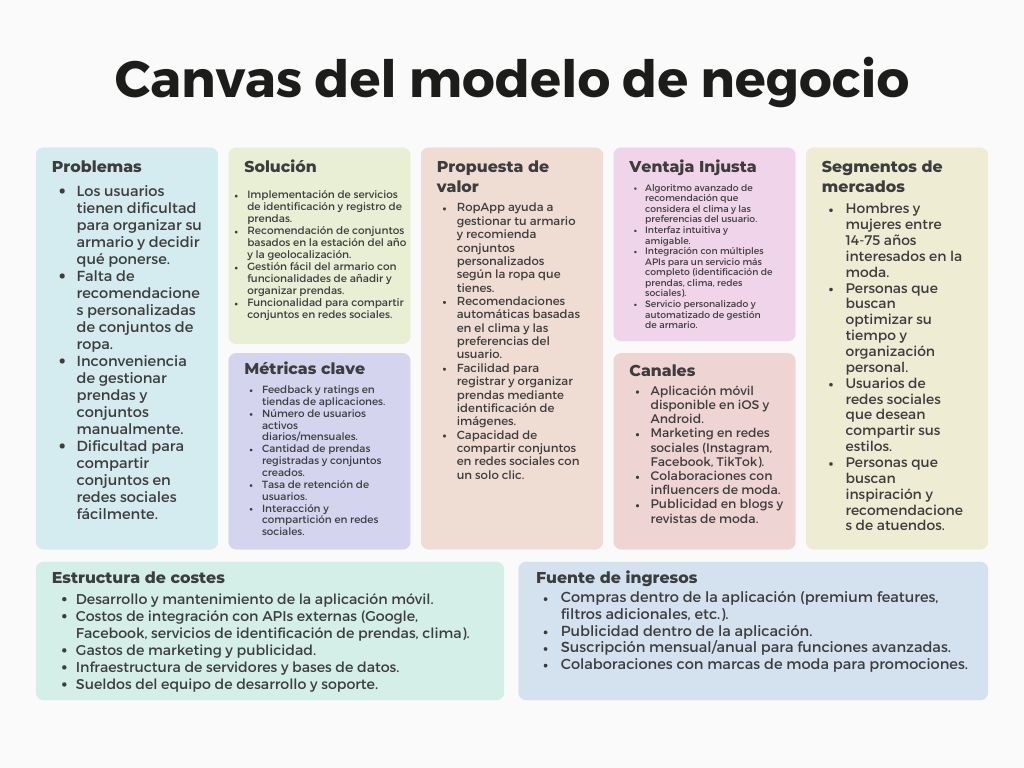 Canvas del modelo de negocio
Problemas
• Los usuarios
tienen dificultad
para organizar su
armario y decidir
qué ponerse.
• Falta de
recomendacione
s personalizadas
de conjuntos de
ropa.
• Inconveniencia
de gestionar
prendas y
conjuntos
manualmente.
• Dificultad para
compartir
conjuntos en
redes sociales
fácilmente.
Solución
• Implementación de servicios
de identificación y registro de
prendas.
• Recomendación de conjuntos
basados en la estación del año
y la geolocalización.
• Gestión fácil del armario con
funcionalidades de añadir y
organizar prendas.
• Funcionalidad para compartir
conjuntos en redes sociales.
Métricas clave
• Feedback y ratings en
tiendas de aplicaciones.
• Número de usuarios
activos
diarios/mensuales.
• Cantidad de prendas
registradas y conjuntos
creados.
• Tasa de retención de
usuarios.
• Interacción y
compartición en redes
sociales.
Propuesta de
valor
• RopApp ayuda a
gestionar tu armario
y recomienda
conjuntos
personalizados
según la ropa que
tienes.
• Recomendaciones
automáticas basadas
en el clima y las
preferencias del
usuario.
• Facilidad para
registrar y organizar
prendas mediante
identificación de
imágenes.
• Capacidad de
compartir conjuntos
en redes sociales con
un solo clic.
Ventaja Injusta
• Algoritmo avanzado de
recomendación que
considera el clima y las
preferencias del usuario.
• Interfaz intuitiva y
amigable.
• Integración con múltiples
APIs para un servicio más
completo (identificación de
prendas, clima, redes
sociales).
• Servicio personalizado y
automatizado de gestión
de armario.
Canales
• Aplicación móvil
disponible en iOS y
Android.
• Marketing en redes
sociales (Instagram,
Facebook, TikTok).
• Colaboraciones con
influencers de moda.
• Publicidad en blogs y
revistas de moda.
Segmentos de
mercados
• Hombres y
mujeres entre
14-75 años
interesados en la
moda.
• Personas que
buscan
optimizar su
tiempo y
organización
personal.
• Usuarios de
redes sociales
que desean
compartir sus
estilos.
• Personas que
buscan
inspiración y
recomendacione
s de atuendos.
Estructura de costes
• Desarrollo y mantenimiento de la aplicación móvil.
• Costos de integración con APIs externas (Google,
Facebook, servicios de identificación de prendas, clima).
• Gastos de marketing y publicidad.
• Infraestructura de servidores y bases de datos.
• Sueldos del equipo de desarrollo y soporte.
Fuente de ingresos
• Compras dentro de la aplicación (premium features,
filtros adicionales, etc.).
• Publicidad dentro de la aplicación.
• Suscripción mensual/anual para funciones avanzadas.
• Colaboraciones con marcas de moda para promociones.